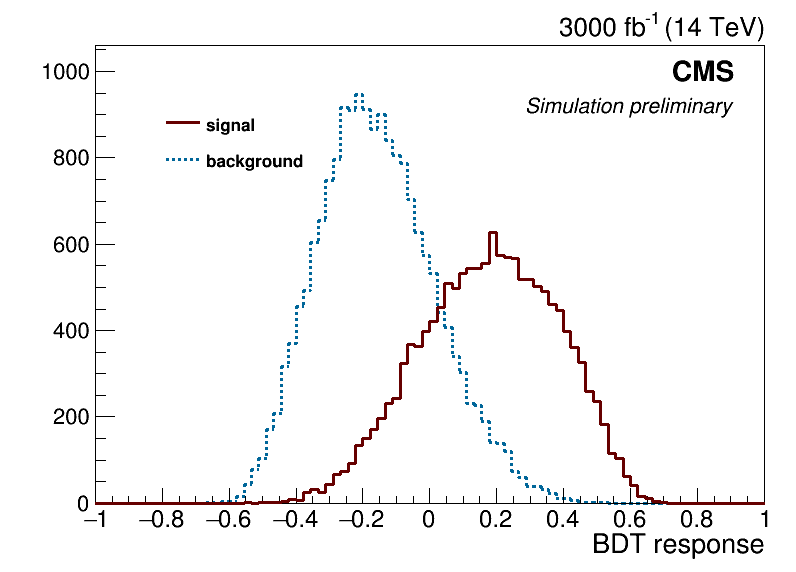 3000 fb⁻¹ (14 TeV)
CMS
Simulation preliminary
signal
background
1000
800
600
400
200
0
−1 −0.8 −0.6 −0.4 −0.2 0 0.2 0.4 0.6 0.8 1
BDT response